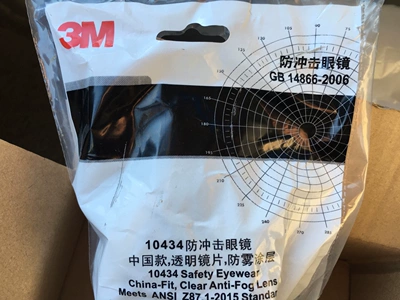 3M
防冲击眼镜
GB 14866-2006
10434防冲击眼镜
中国款,透明镜片,防雾涂层
10434 Safety Eyewear
China-Fit, Clear Anti-Fog Lens
Meets ANSI Z87.1-2015 Standar